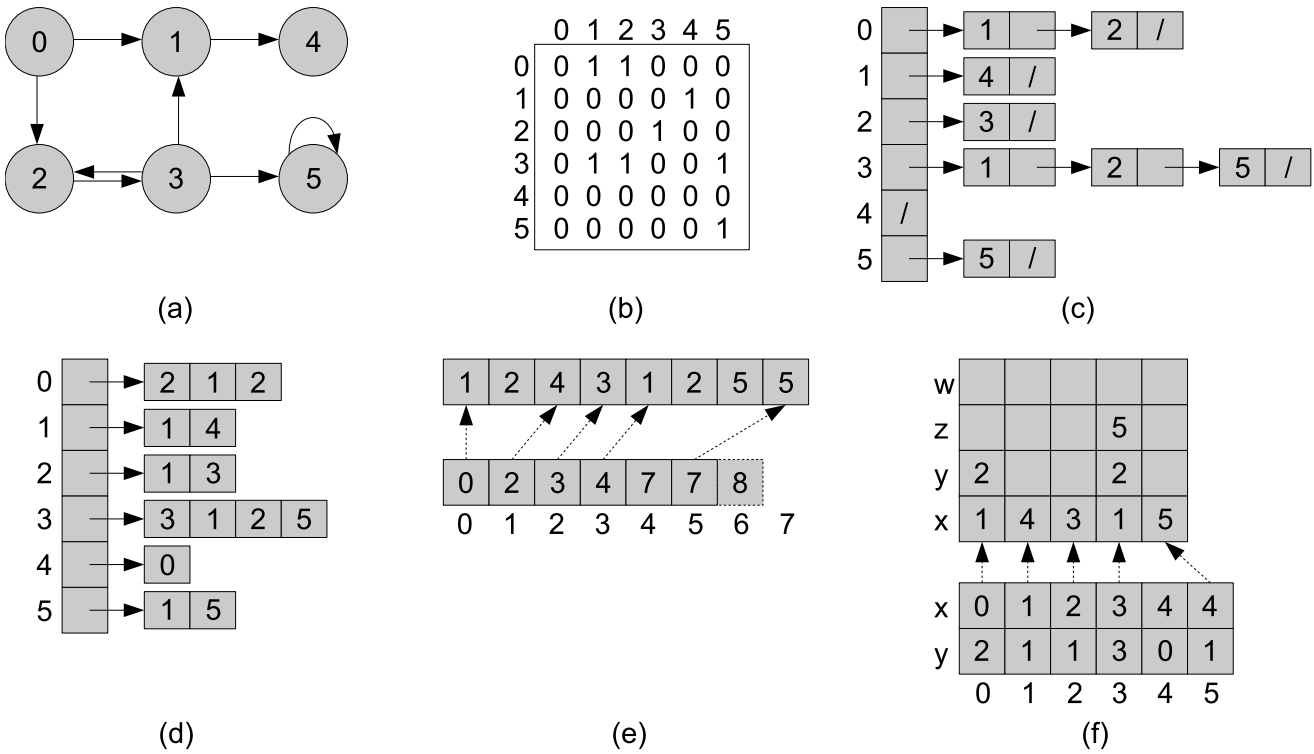 0 1 4
2 3 5
(a)
0 1 2 3 4 5
0 0 1 1 0 0 0
1 0 0 0 0 1 0
2 0 0 0 1 0 0
3 0 1 1 0 0 1
4 0 0 0 0 0 0
5 0 0 0 0 0 1
(b)
0 1 2 /
1 4 /
2 3 /
3 1 2 5 /
4 /
5 5 /
(c)
0 2 1 2
1 1 4
2 1 3
3 3 1 2 5
4 0
5 1 5
(d)
1 2 4 3 1 2 5 5
0 2 3 4 7 7 8
0 1 2 3 4 5 6 7
(e)
w
z 5
y 2 2
x 1 4 3 1 5
x 0 1 2 3 4 4
y 2 1 1 3 0 1
0 1 2 3 4 5
(f)